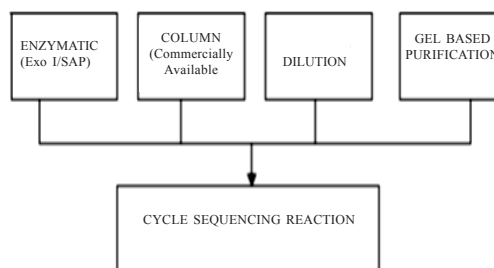 ENZYMATIC
(Exo I/SAP)
COLUMN
(Commercially
Available
DILUTION
GEL BASED
PURIFICATION
CYCLE SEQUENCING REACTION